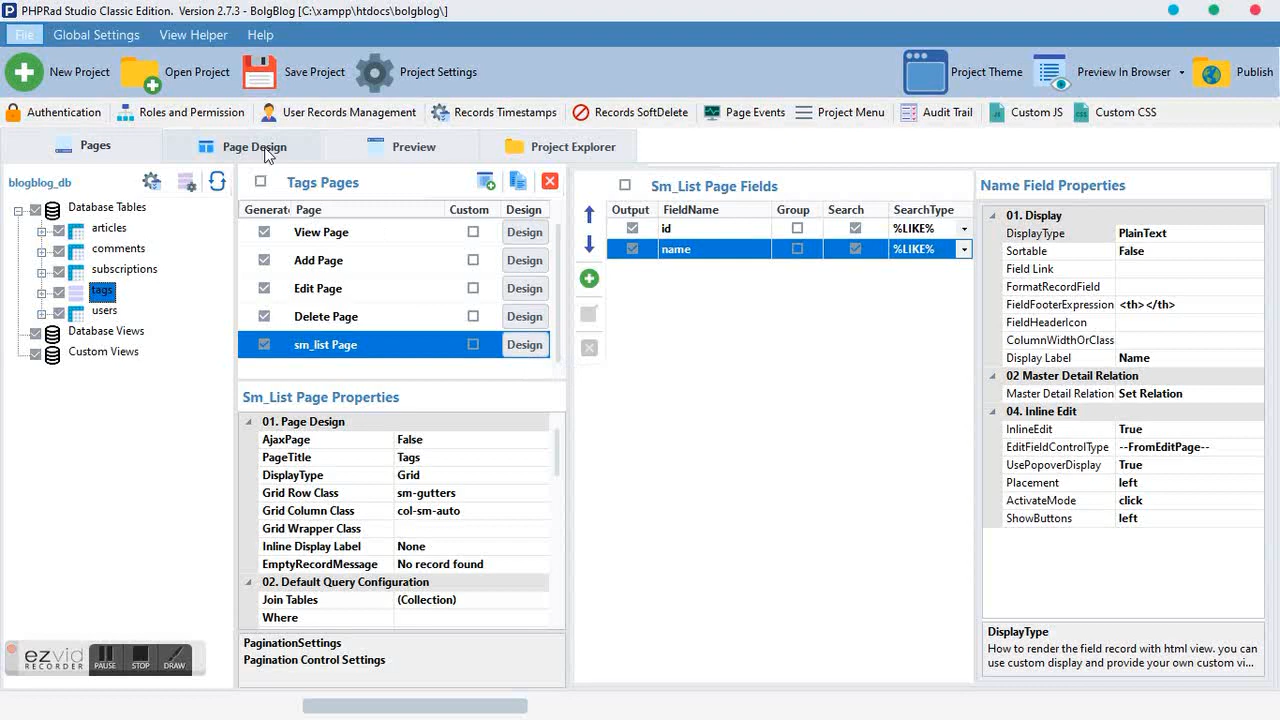 PHPRad Studio Classic Edition. Version 2.7.3 - BolgBlog [C:\xampp\htdocs\bolgblog\]
File Global Settings View Helper Help
New Project Open Project Save Project Project Settings Project Theme Preview In Browser Publish
Authentication Roles and Permission User Records Management Records Timestamps Records SoftDelete Page Events Project Menu Audit Trail Custom JS Custom CSS
Pages Page Design Preview Project Explorer
blogblog_db
Database Tables
articles
comments
subscriptions
tags
users
Database Views
Custom Views
Tags Pages
Generate Page Custom Design
View Page Design
Add Page Design
Edit Page Design
Delete Page Design
sm_list Page Design
Sm_List Page Properties
01. Page Design
AjaxPage False
PageTitle Tags
DisplayType Grid
Grid Row Class sm-gutters
Grid Column Class col-sm-auto
Grid Wrapper Class
Inline Display Label None
EmptyRecordMessage No record found
02. Default Query Configuration
Join Tables (Collection)
Where
PaginationSettings
Pagination Control Settings
Sm_List Page Fields
Output FieldName Group Search SearchType
id %LIKE%
name %LIKE%
Name Field Properties
01. Display
DisplayType PlainText
Sortable False
Field Link
FormatRecordField
FieldFooterExpression <th></th>
FieldHeaderIcon
ColumnWidthOrClass
Display Label Name
02 Master Detail Relation
Master Detail Relation Set Relation
04. Inline Edit
InlineEdit True
EditFieldControlType --FromEditPage--
UsePopoverDisplay True
Placement left
ActivateMode click
ShowButtons left
DisplayType
How to render the field record with html view. you can
use custom display and provide your own custom vi...
ezvid
RECORDER
PAUSE STOP DRAW